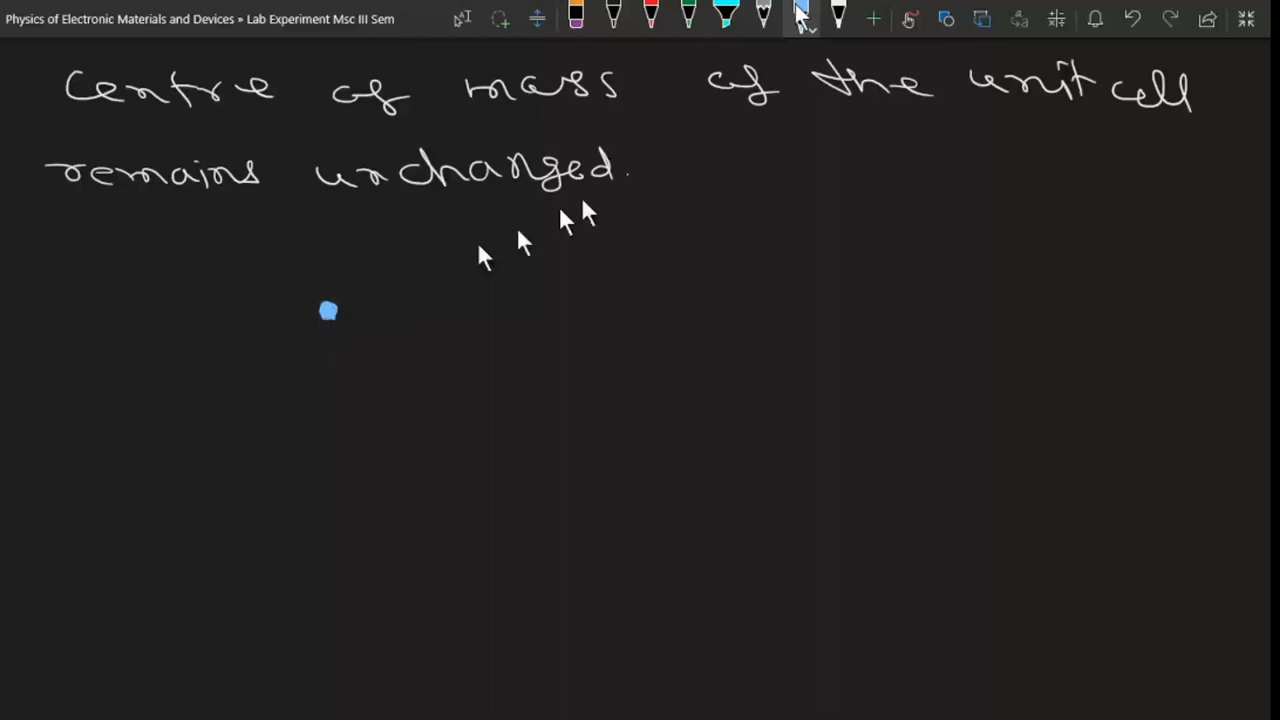 Physics of Electronic Materials and Devices » Lab Experiment Msc III Sem
Centre of mass of the unit cell
remains unchanged.